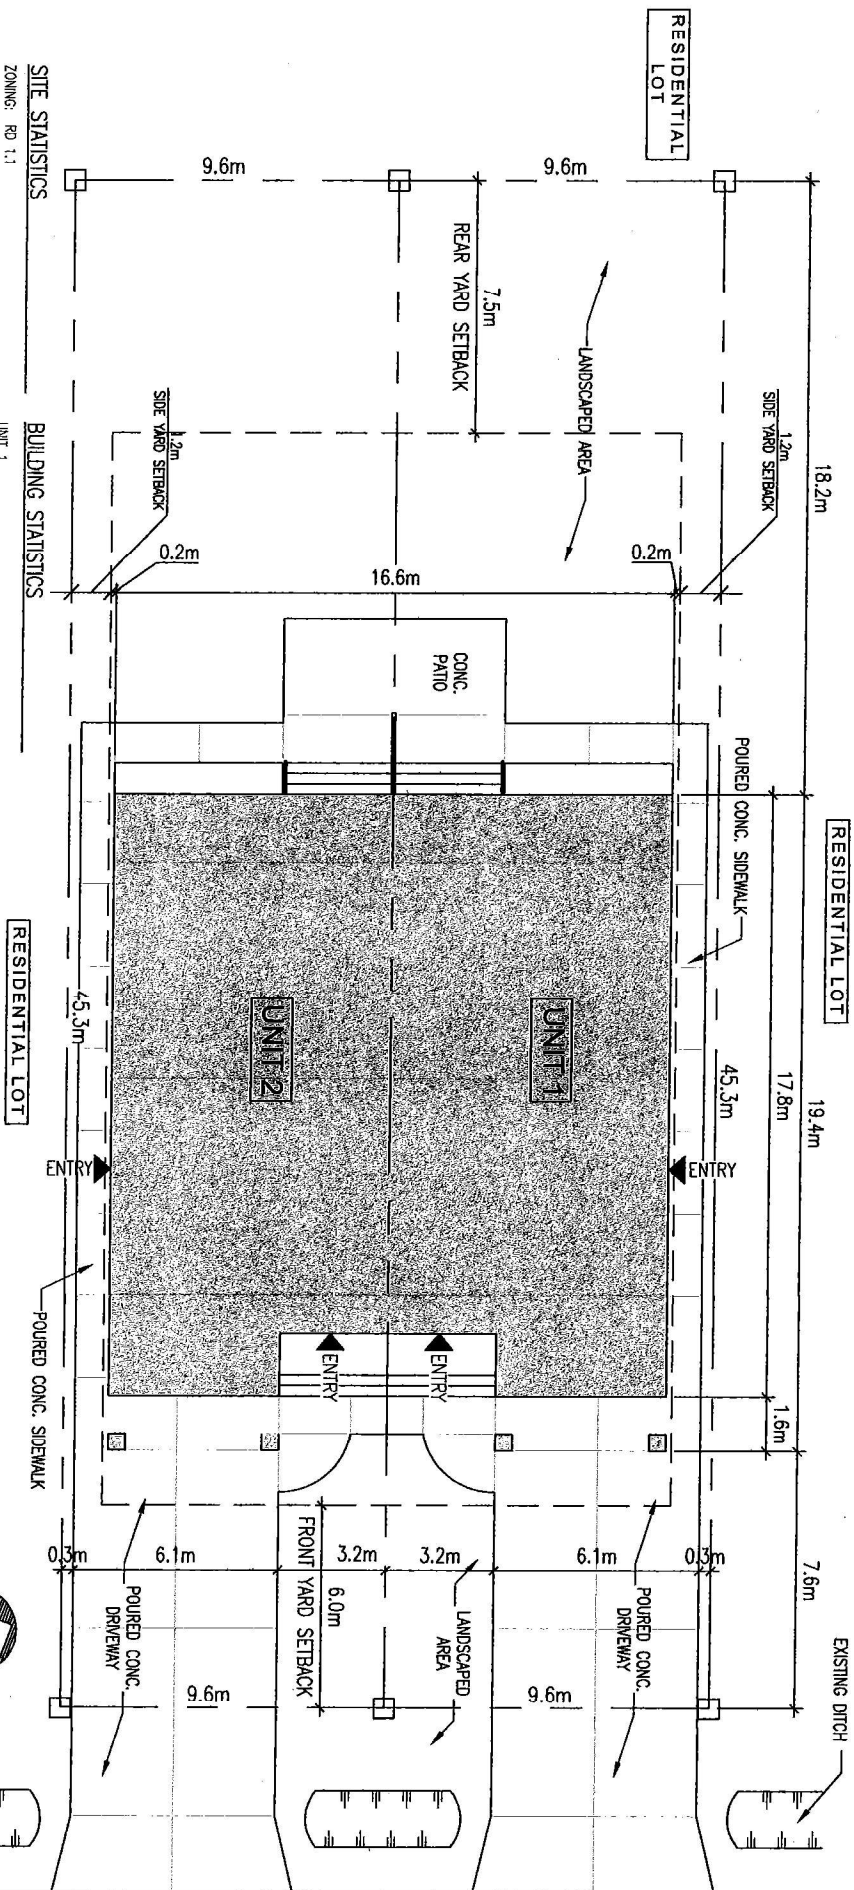 RESIDENTIAL
LOT
9.6m
9.6m
18.2m
7.5m
REAR YARD SETBACK
LANDSCAPED AREA
1.2m
SIDE YARD SETBACK
SIDE YARD SETBACK
0.2m
0.2m
16.6m
SITE STATISTICS
ZONING: RD 1.1
BUILDING STATISTICS
UNIT 1
CONC.
PATIO
POURED CONC. SIDEWALK
RESIDENTIAL LOT
RESIDENTIAL LOT
45.3m
45.3m
17.8m
19.4m
UNIT 1
UNIT 2
ENTRY
ENTRY
ENTRY
ENTRY
POURED CONC. SIDEWALK
1.6m
7.6m
0.3m
6.1m
3.2m
3.2m
6.1m
0.3m
6.0m
FRONT YARD SETBACK
POURED CONC.
DRIVEWAY
LANDSCAPED
AREA
POURED CONC.
DRIVEWAY
9.6m
9.6m
EXISTING DITCH